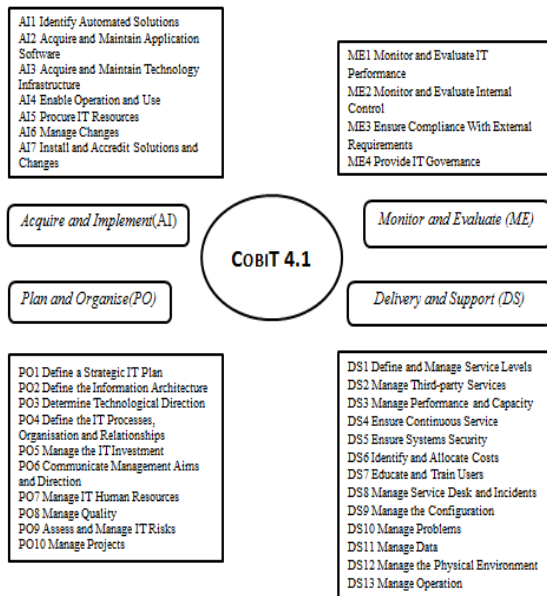 AI1 Identify Automated Solutions
AI2 Acquire and Maintain Application
Software
AI3 Acquire and Maintain Technology
Infrastructure
AI4 Enable Operation and Use
AI5 Procure IT Resources
AI6 Manage Changes
AI7 Install and Accredit Solutions and
Changes
ME1 Monitor and Evaluate IT
Performance
ME2 Monitor and Evaluate Internal
Control
ME3 Ensure Compliance With External
Requirements
ME4 Provide IT Governance
Acquire and Implement(AI)
Monitor and Evaluate (ME)
COBIT 4.1
Plan and Organise(PO)
Delivery and Support (DS)
PO1 Define a Strategic IT Plan
PO2 Define the Information Architecture
PO3 Determine Technological Direction
PO4 Define the IT Processes,
Organisation and Relationships
PO5 Manage the IT Investment
PO6 Communicate Management Aims
and Direction
PO7 Manage IT Human Resources
PO8 Manage Quality
PO9 Assess and Manage IT Risks
PO10 Manage Projects
DS1 Define and Manage Service Levels
DS2 Manage Third-party Services
DS3 Manage Performance and Capacity
DS4 Ensure Continuous Service
DS5 Ensure Systems Security
DS6 Identify and Allocate Costs
DS7 Educate and Train Users
DS8 Manage Service Desk and Incidents
DS9 Manage the Configuration
DS10 Manage Problems
DS11 Manage Data
DS12 Manage the Physical Environment
DS13 Manage Operation